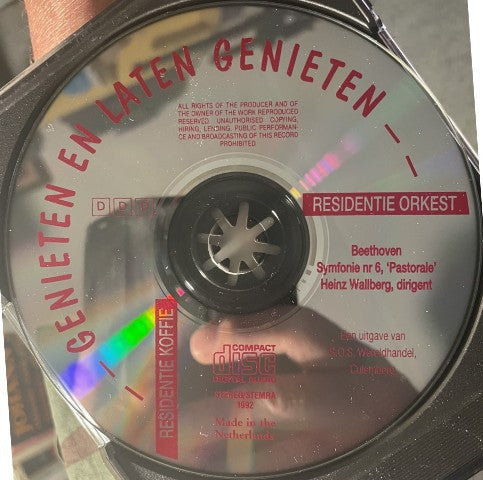 GENIETEN EN LATEN GENIETEN
ALL RIGHTS OF THE PRODUCER AND OF
THE OWNER OF THE WORK REPRODUCED
RESERVED. UNAUTHORISED COPYING,
HIRING, LENDING, PUBLIC PERFORMAN-
CE AND BROADCASTING OF THIS RECORD
PROHIBITED
DDD
RESIDENTIE ORKEST
Beethoven
Symfonie nr 6, 'Pastorale'
Heinz Wallberg, dirigent
Een uitgave van
S.O.S. Wereldhandel,
Culemborg
RESIDENTIE KOFFIE
COMPACT
disc
DIGITAL AUDIO
STEMRA
1992
Made in the
Netherlands